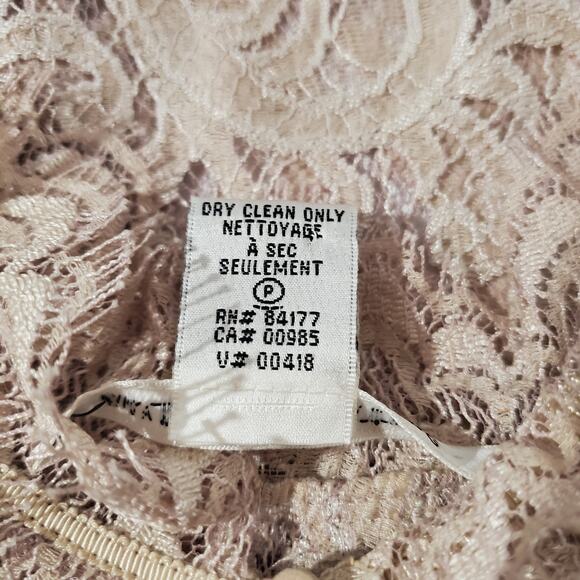 DRY CLEAN ONLY
NETTOYAGE
À SEC
SEULEMENT
P
RN# 84177
CA# 00985
V# 00418